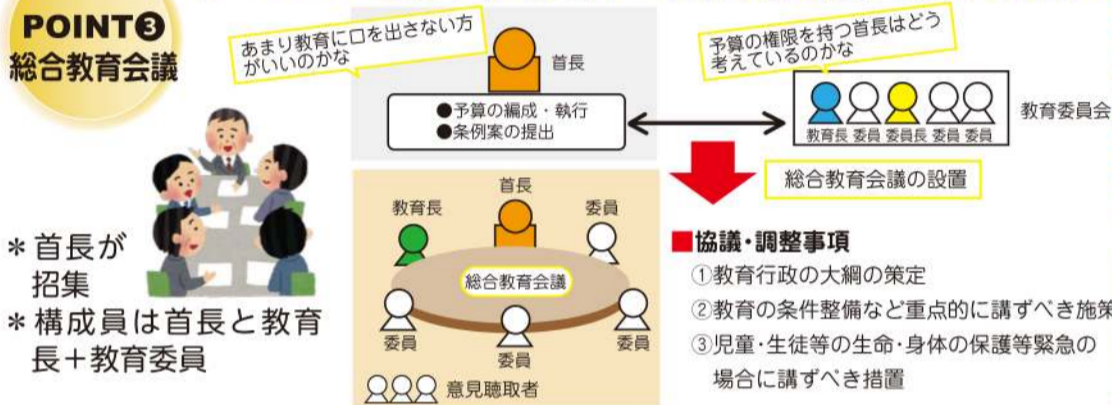 POINT❸
総合教育会議
あまり教育に口を出さない方
がいいのかな
首長
●予算の編成・執行
●条例案の提出
予算の権限を持つ首長はどう
考えているのかな
教育長 委員 委員長 委員 委員
教育委員会
総合教育会議の設置
＊首長が
招集
＊構成員は首長と教育
長＋教育委員
首長
教育長
委員
総合教育会議
委員
委員
委員
意見聴取者
■協議・調整事項
①教育行政の大綱の策定
②教育の条件整備など重点的に講ずべき施策
③児童・生徒等の生命・身体の保護等緊急の
場合に講ずべき措置